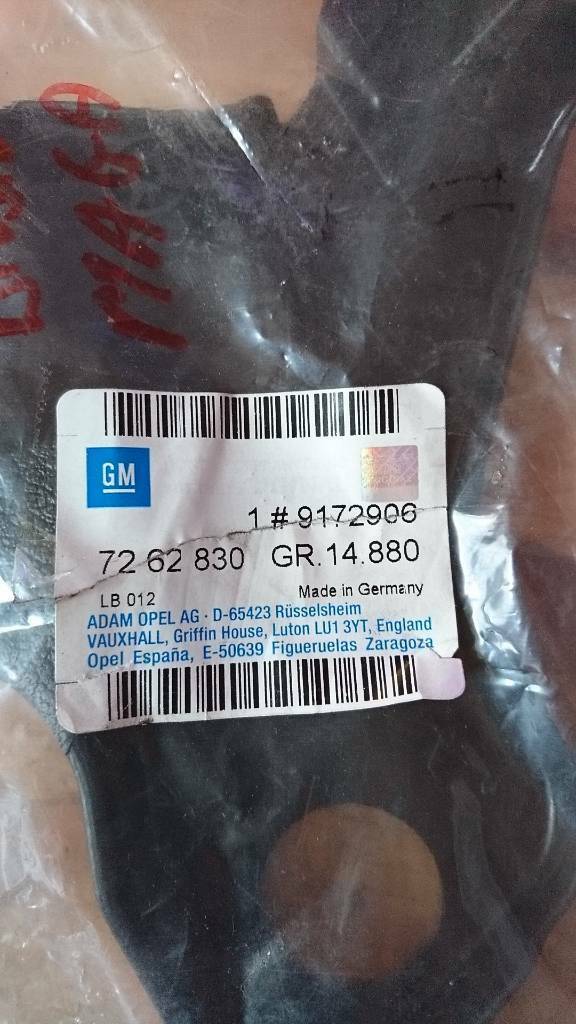 MAGA
GM
1 # 9172906
72 62 830 GR.14.880
LB 012 Made in Germany
ADAM OPEL AG · D-65423 Rüsselsheim
VAUXHALL, Griffin House, Luton LU1 3YT, England
Opel España, E-50639 Figueruelas Zaragoza